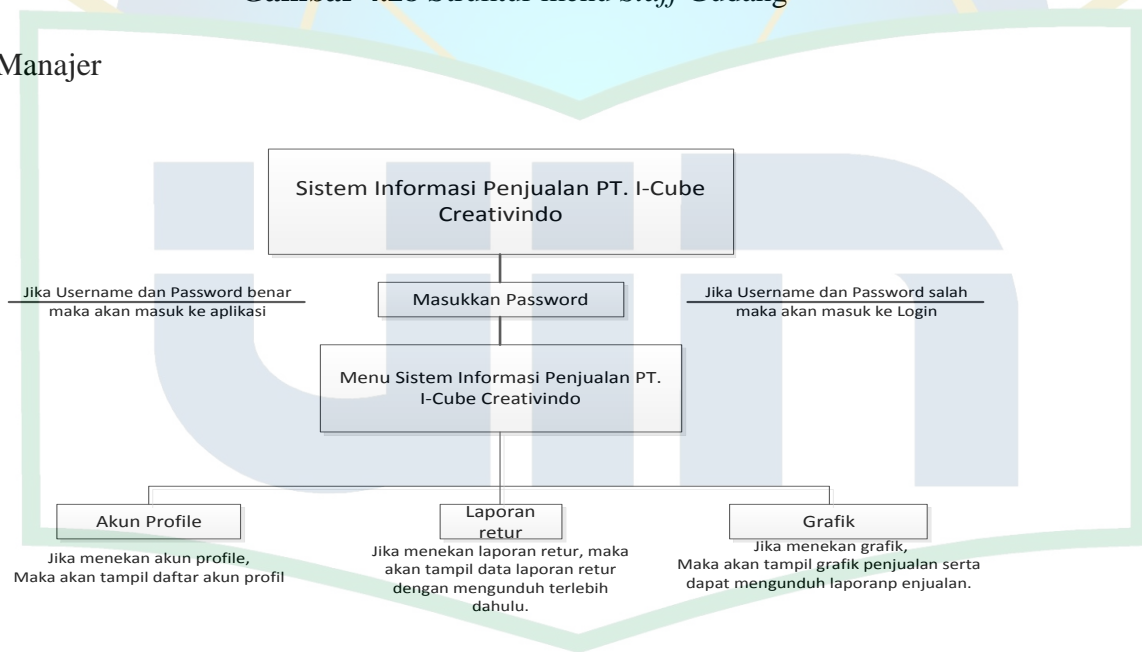 Staff Gudang
Manajer
Sistem Informasi Penjualan PT. I-Cube
Creativindo
Jika Username dan Password benar
maka akan masuk ke aplikasi
Masukkan Password
Jika Username dan Password salah
maka akan masuk ke Login
Menu Sistem Informasi Penjualan PT.
I-Cube Creativindo
Akun Profile
Jika menekan akun profile,
Maka akan tampil daftar akun profil
Laporan
retur
Jika menekan laporan retur, maka
akan tampil data laporan retur
dengan mengunduh terlebih
dahulu.
Grafik
Jika menekan grafik,
Maka akan tampil grafik penjualan serta
dapat mengunduh laporanp enjualan.